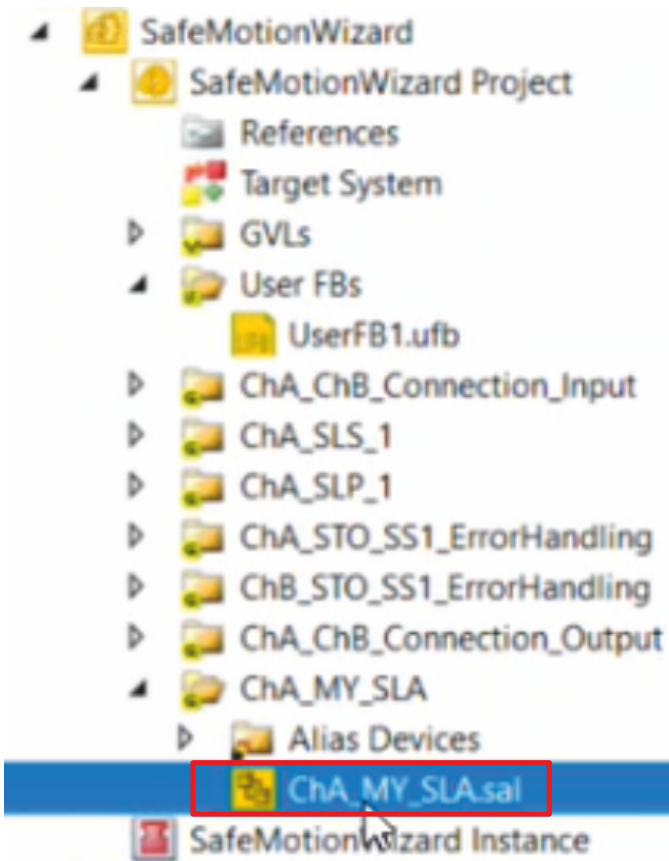 SafeMotionWizard
SafeMotionWizard Project
References
Target System
GVLs
User FBs
UserFB1.ufb
ChA_ChB_Connection_Input
ChA_SLS_1
ChA_SLP_1
ChA_STO_SS1_ErrorHandling
ChB_STO_SS1_ErrorHandling
ChA_ChB_Connection_Output
ChA_MY_SLA
Alias Devices
ChA_MY_SLA.sal
SafeMotionWizard Instance